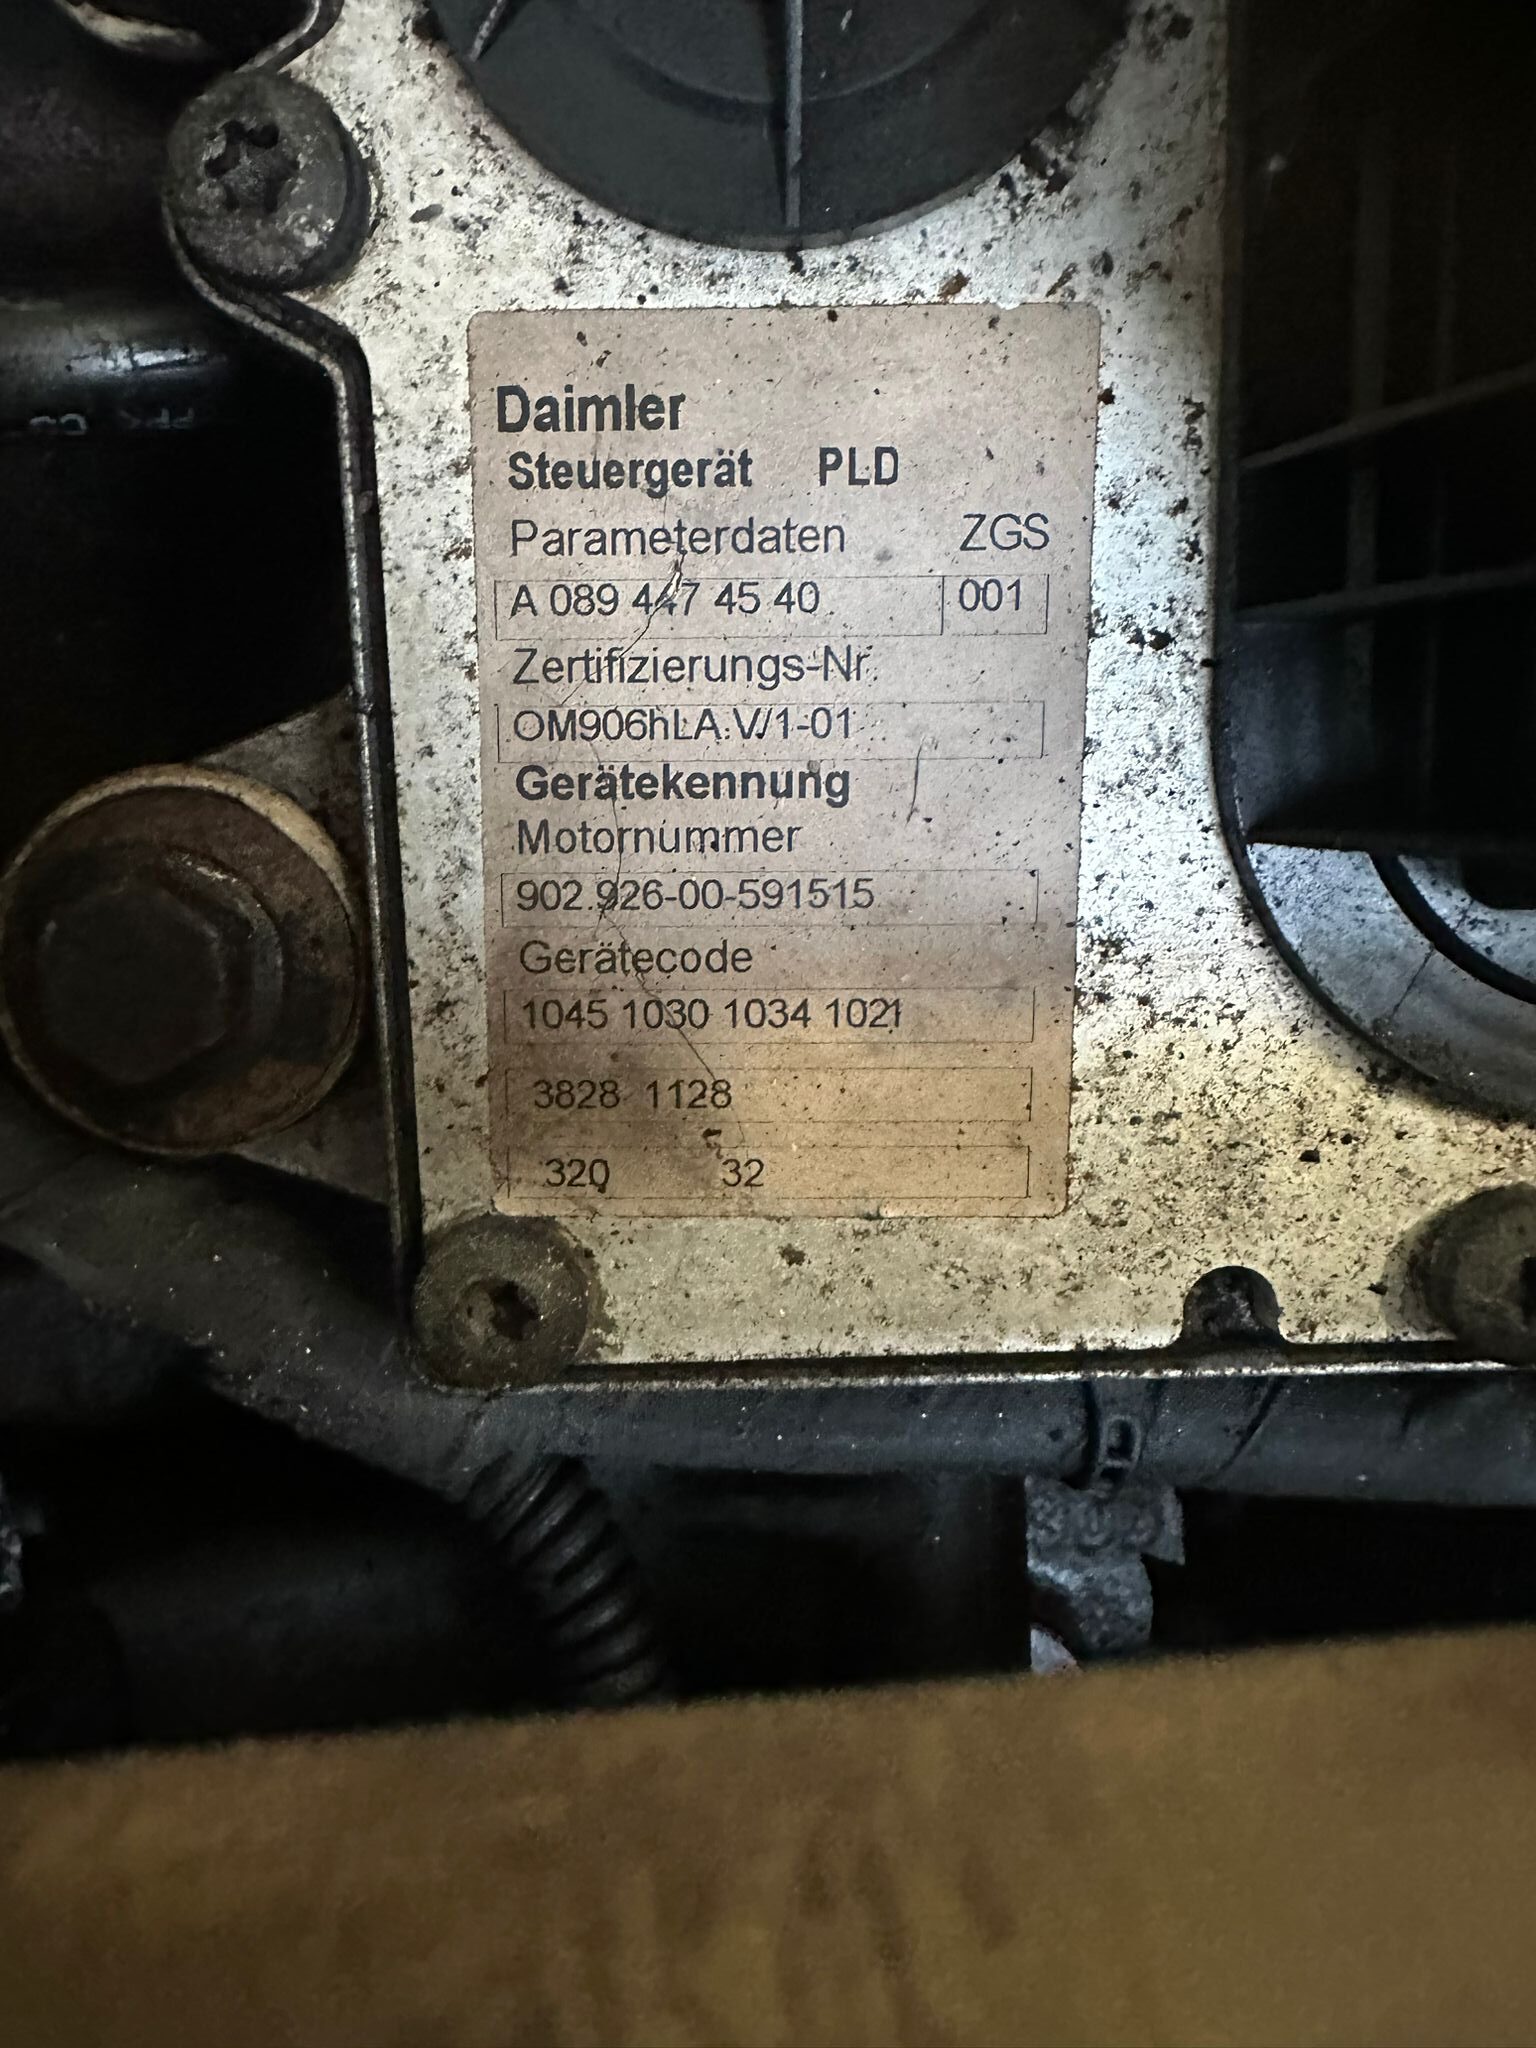 Daimler
Steuergerät PLD
Parameterdaten ZGS
A 089 447 45 40 001
Zertifizierungs-Nr.
OM906hLA.V/1-01
Gerätekennung
Motornummer
902.926-00-591515
Gerätecode
1045 1030 1034 1021
3828 1128
320 32